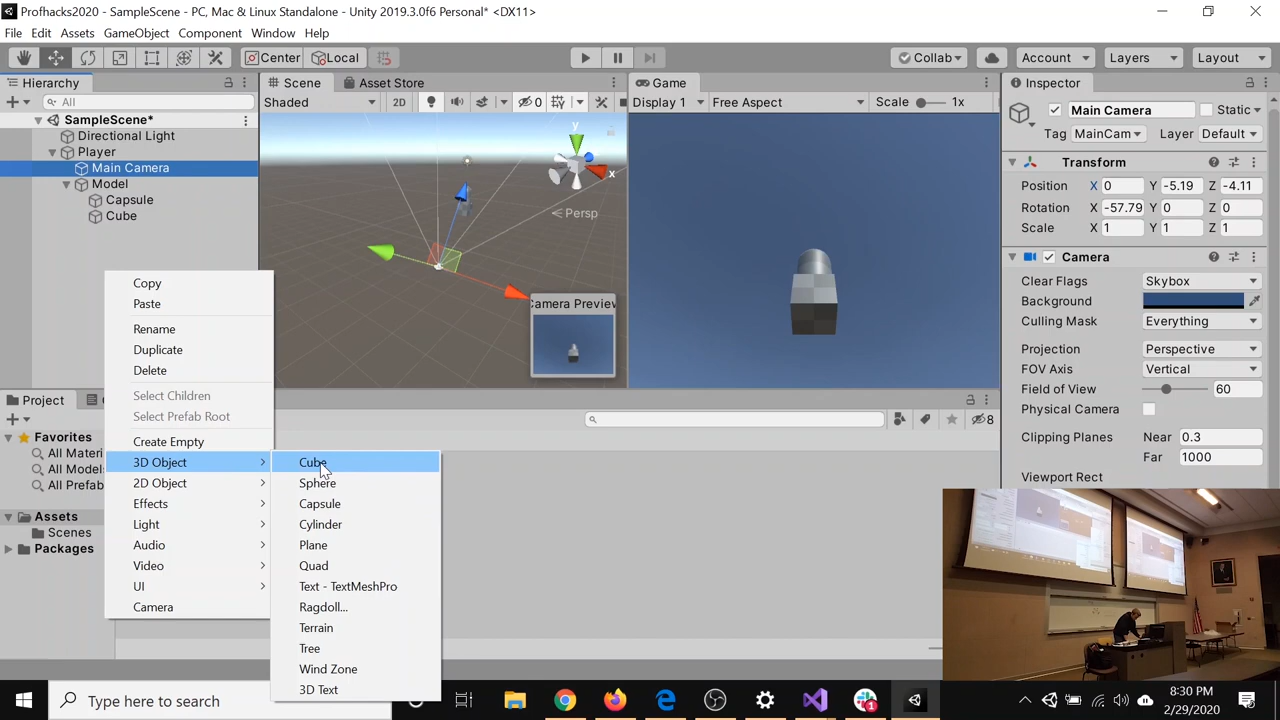 Profhacks2020 - SampleScene - PC, Mac & Linux Standalone - Unity 2019.3.0f6 Personal* <DX11>
File Edit Assets GameObject Component Window Help
Center Local Collab Account Layers Layout
Hierarchy
All
SampleScene*
Directional Light
Player
Main Camera
Model
Capsule
Cube
Scene Asset Store
Shaded 2D 0
y
x
Persp
Camera Preview
Game
Display 1 Free Aspect Scale 1x
Inspector
Main Camera Static
Tag MainCam Layer Default
Transform
Position X 0 Y -5.19 Z -4.11
Rotation X -57.79 Y 0 Z 0
Scale X 1 Y 1 Z 1
Camera
Clear Flags Skybox
Background
Culling Mask Everything
Projection Perspective
FOV Axis Vertical
Field of View 60
Physical Camera
Clipping Planes Near 0.3
Far 1000
Viewport Rect
Copy
Paste
Rename
Duplicate
Delete
Select Children
Select Prefab Root
Create Empty
3D Object
2D Object
Effects
Light
Audio
Video
UI
Camera
Cube
Sphere
Capsule
Cylinder
Plane
Quad
Text - TextMeshPro
Ragdoll...
Terrain
Tree
Wind Zone
3D Text
Project
8
Favorites
All Materi
All Model
All Prefab
Assets
Scenes
Packages
Type here to search
1
8:30 PM
2/29/2020